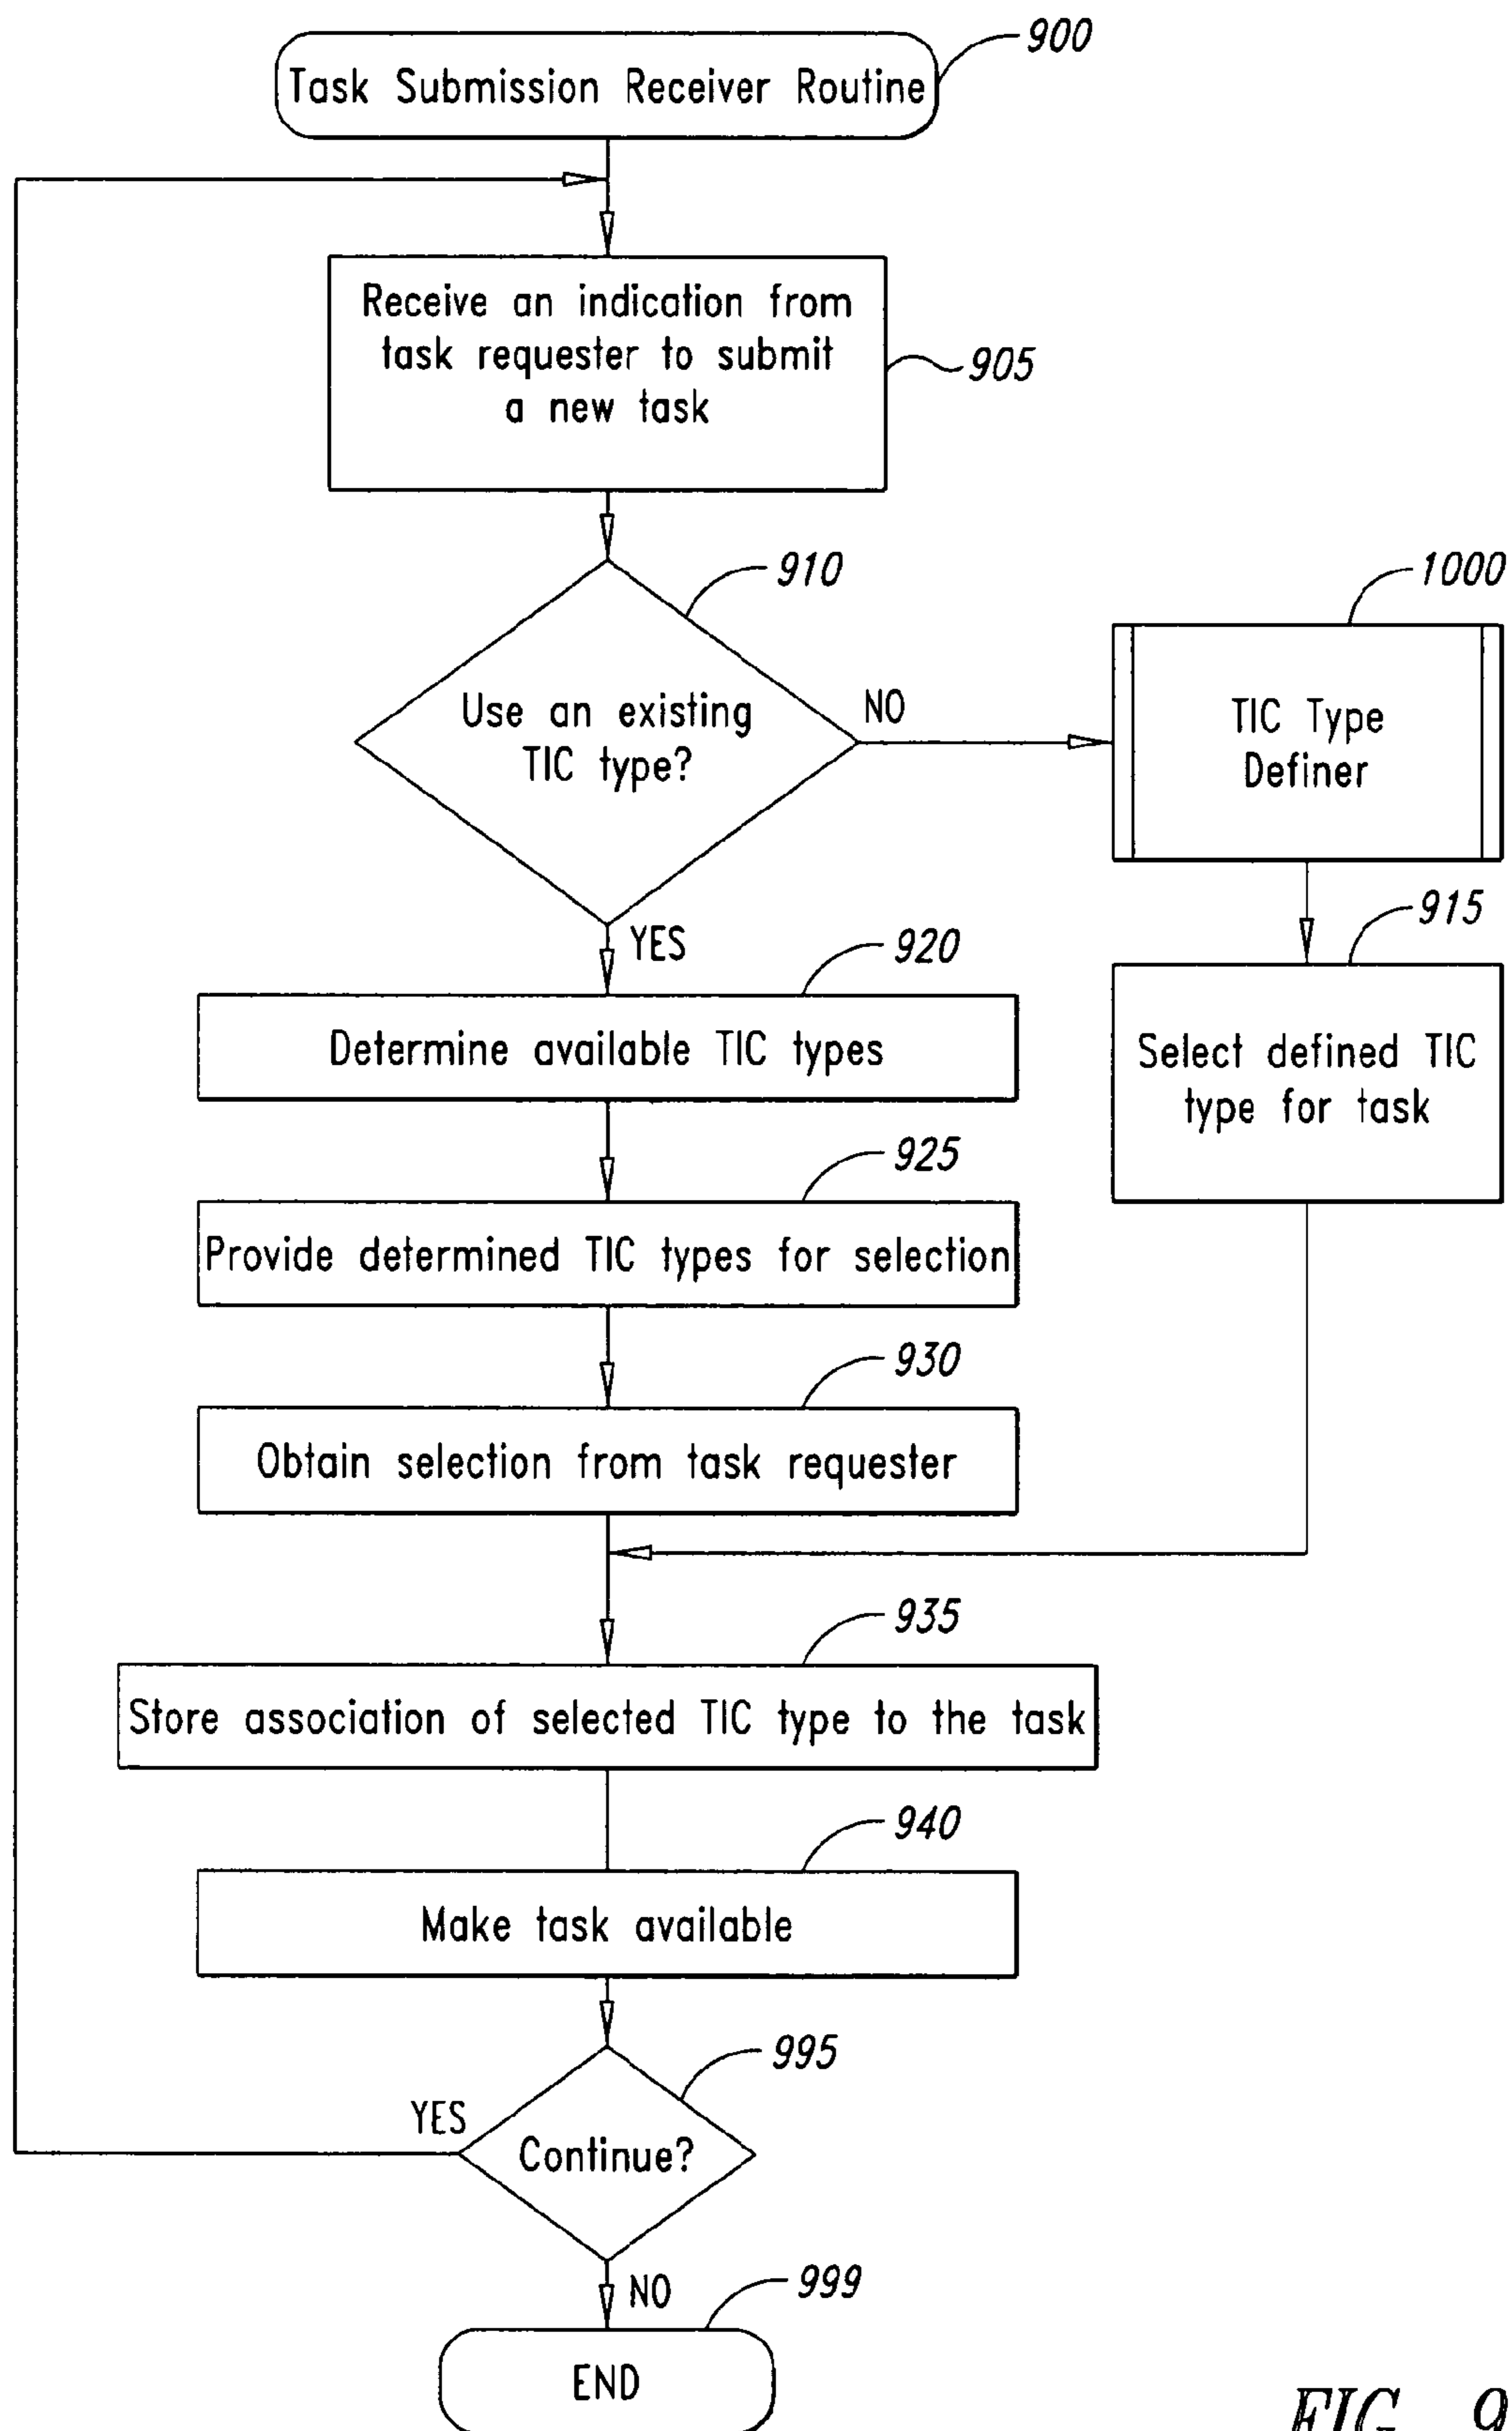 Task Submission Receiver Routine
900
Receive an indication from
task requester to submit
a new task
905
910
Use an existing
TIC type?
NO
1000
TIC Type
Definer
YES
915
Select defined TIC
type for task
920
Determine available TIC types
925
Provide determined TIC types for selection
930
Obtain selection from task requester
935
Store association of selected TIC type to the task
940
Make task available
995
YES
Continue?
NO
999
END
FIG. 9